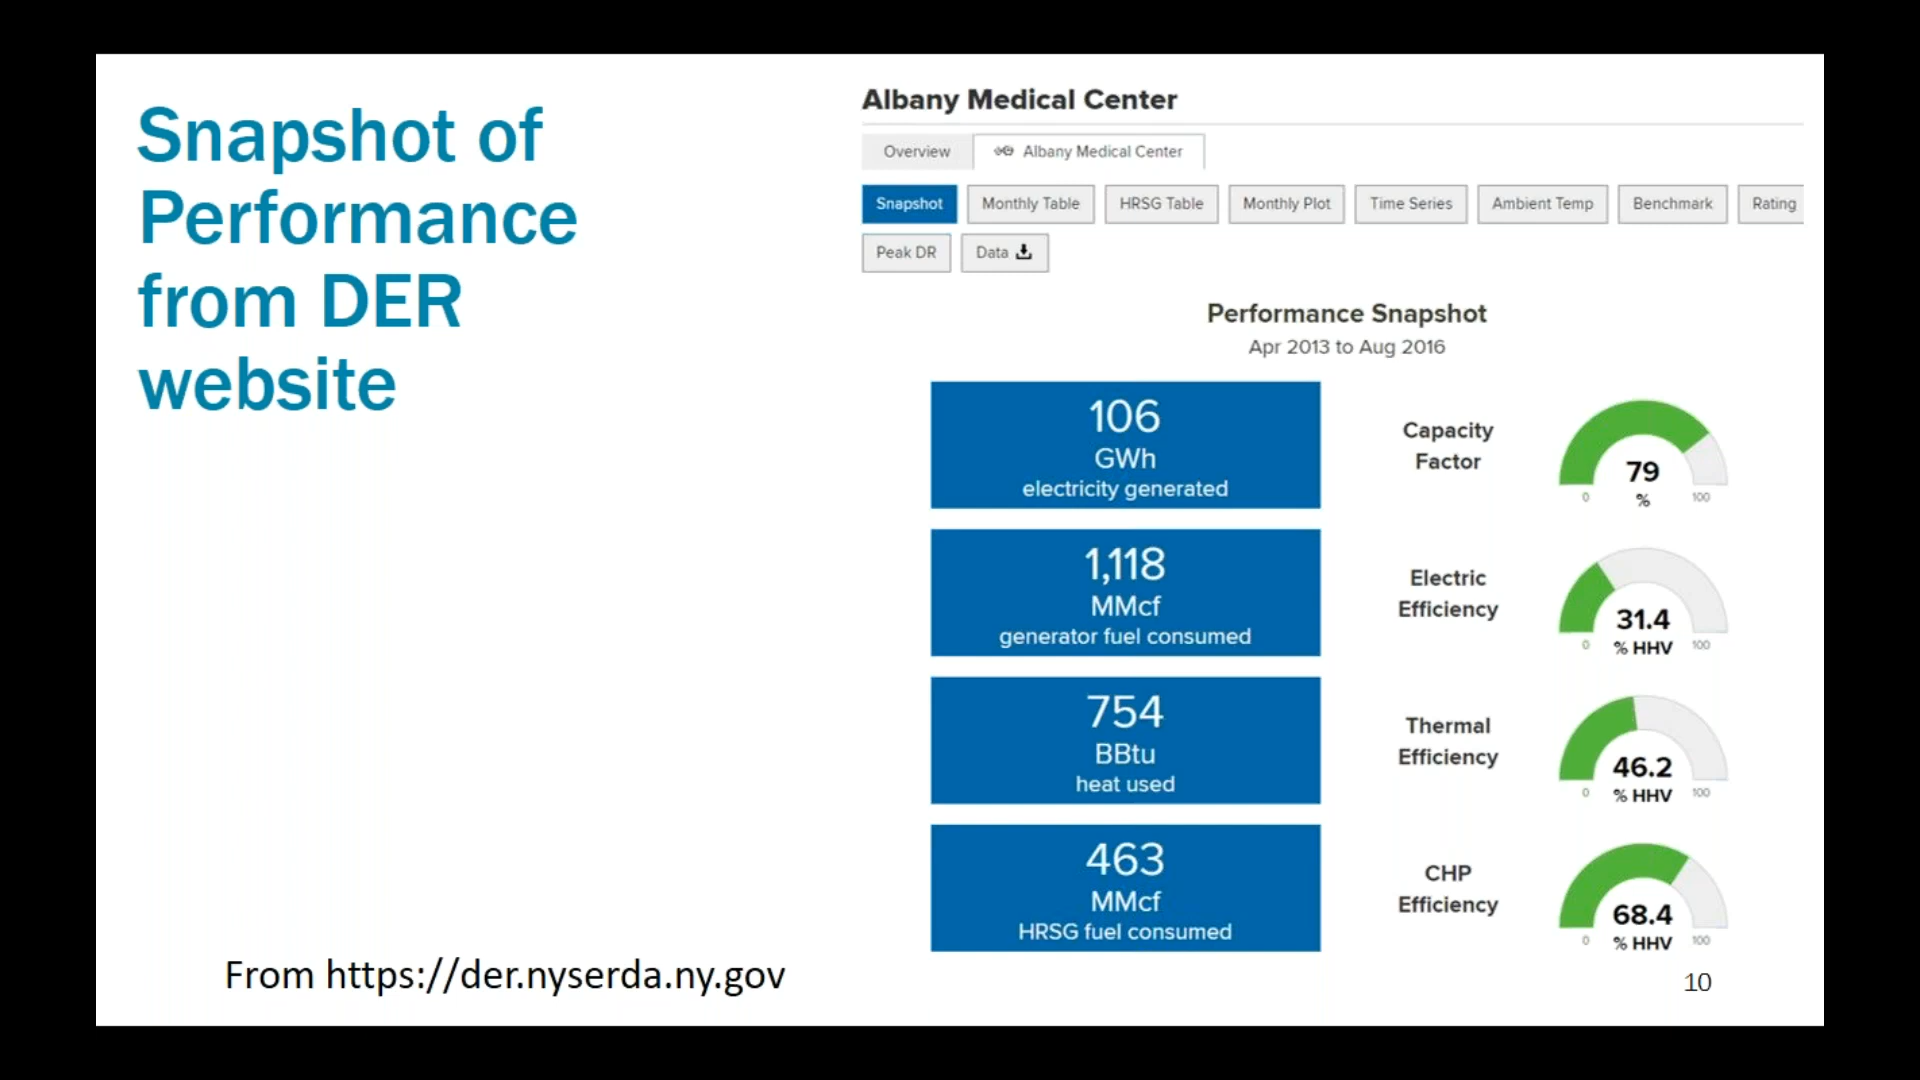 Snapshot of
Performance
from DER
website
Albany Medical Center
Overview Albany Medical Center
Snapshot Monthly Table HRSG Table Monthly Plot Time Series Ambient Temp Benchmark Rating
Peak DR Data
Performance Snapshot
Apr 2013 to Aug 2016
106
GWh
electricity generated
Capacity
Factor
79
%
0 100
1,118
MMcf
generator fuel consumed
Electric
Efficiency
31.4
% HHV
0 100
754
BBtu
heat used
Thermal
Efficiency
46.2
% HHV
0 100
463
MMcf
HRSG fuel consumed
CHP
Efficiency
68.4
% HHV
0 100
From https://der.nyserda.ny.gov
10